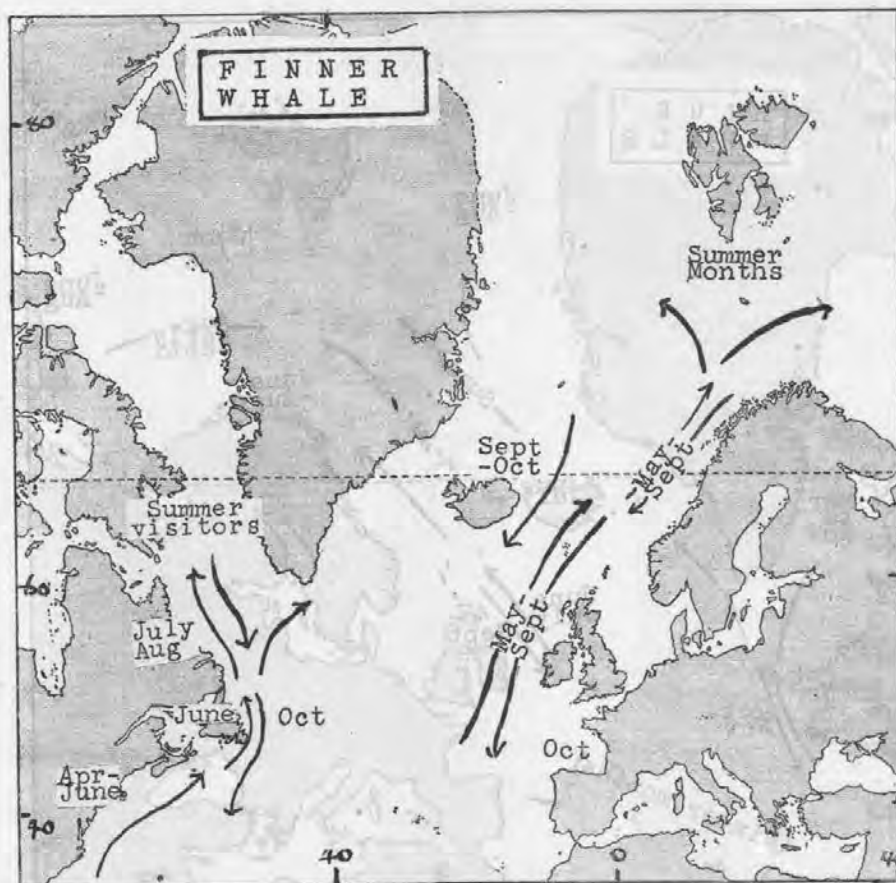 FINNER
WHALE
80
Summer
Months
Sept
-Oct
-May-
Sept
Summer
visitors
60
July
Aug
May-
Sept
June
Oct
Oct
Apr-
June
40
40
0